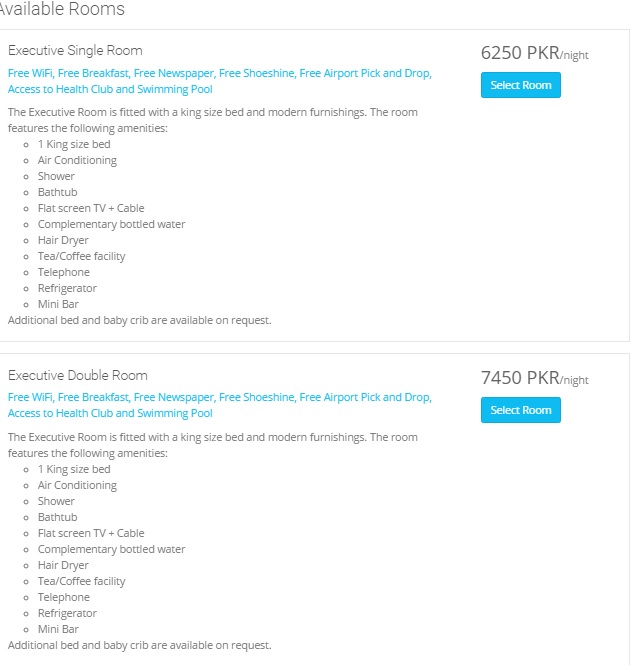 Available Rooms
Executive Single Room
6250 PKR/night
Free WiFi, Free Breakfast, Free Newspaper, Free Shoeshine, Free Airport Pick and Drop,
Access to Health Club and Swimming Pool
Select Room
The Executive Room is fitted with a king size bed and modern furnishings. The room
features the following amenities:
1 King size bed
Air Conditioning
Shower
Bathtub
Flat screen TV + Cable
Complementary bottled water
Hair Dryer
Tea/Coffee facility
Telephone
Refrigerator
Mini Bar
Additional bed and baby crib are available on request.
Executive Double Room
7450 PKR/night
Free WiFi, Free Breakfast, Free Newspaper, Free Shoeshine, Free Airport Pick and Drop,
Access to Health Club and Swimming Pool
Select Room
The Executive Room is fitted with a king size bed and modern furnishings. The room
features the following amenities:
1 King size bed
Air Conditioning
Shower
Bathtub
Flat screen TV + Cable
Complementary bottled water
Hair Dryer
Tea/Coffee facility
Telephone
Refrigerator
Mini Bar
Additional bed and baby crib are available on request.